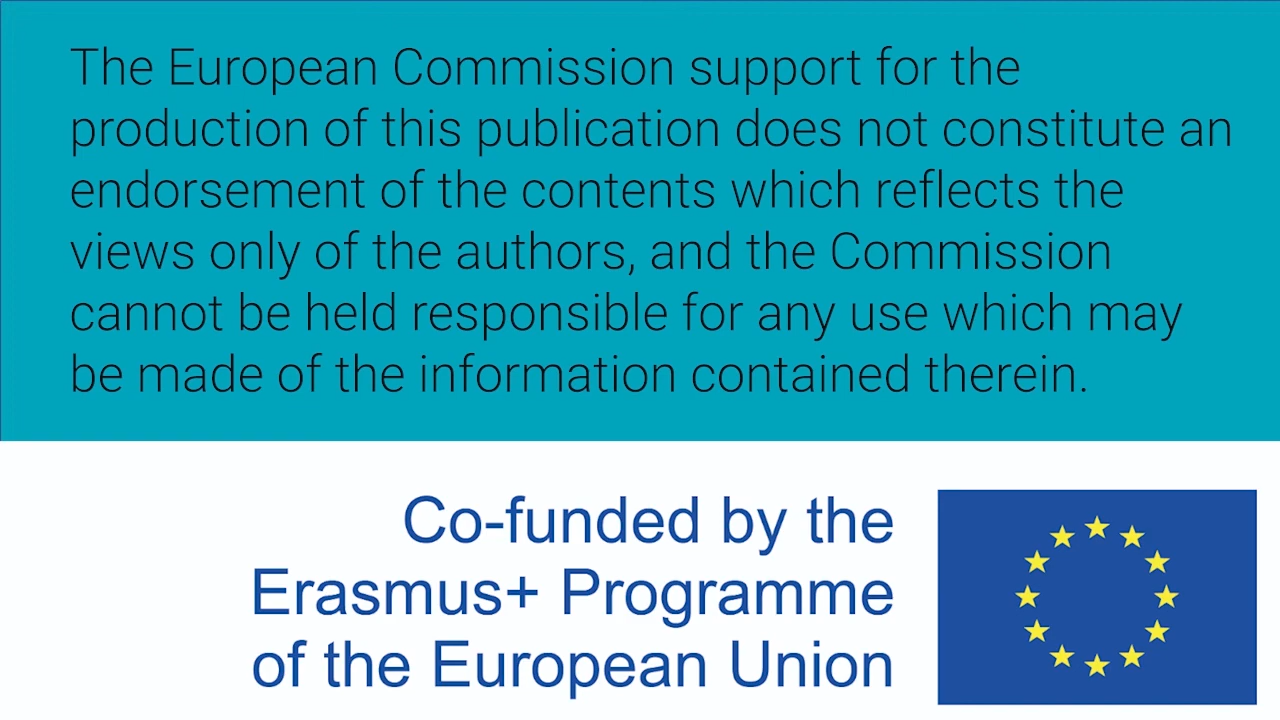 The European Commission support for the
production of this publication does not constitute an
endorsement of the contents which reflects the
views only of the authors, and the Commission
cannot be held responsible for any use which may
be made of the information contained therein.
Co-funded by the
Erasmus+ Programme
of the European Union